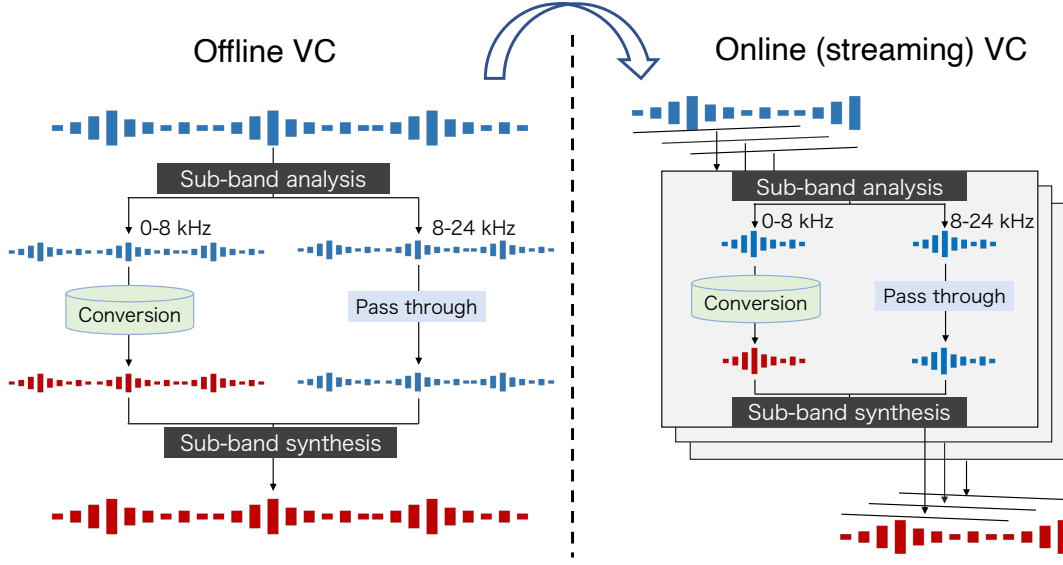 Offline VC
Sub-band analysis
0-8 kHz
8-24 kHz
Conversion
Pass through
Sub-band synthesis
Online (streaming) VC
Sub-band analysis
0-8 kHz
8-24 kHz
Conversion
Pass through
Sub-band synthesis